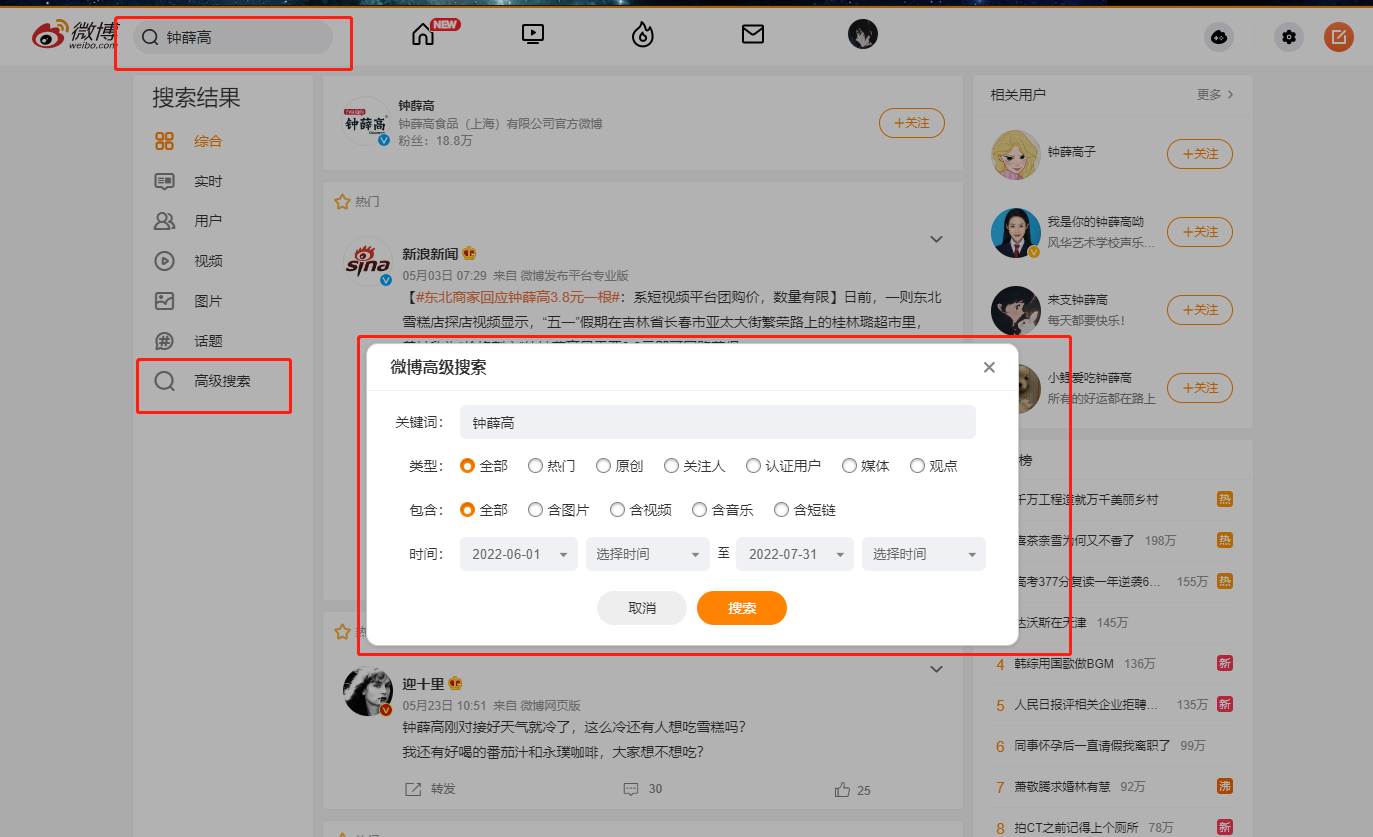 微博
weibo.com
钟薛高
NEW
搜索结果
综合
实时
用户
视频
图片
话题
高级搜索
钟薛高
钟薛高
钟薛高食品（上海）有限公司官方微博
粉丝：18.8万
+关注
热门
sina
新浪新闻
05月03日 07:29 来自 微博发布平台专业版
【#东北商家回应钟薛高3.8元一根#：系短视频平台团购价，数量有限】日前，一则东北
雪糕店探店视频显示，“五一”假期在吉林省长春市亚太大街繁荣路上的桂林璐超市里，
微博高级搜索
关键词：
钟薛高
类型：
全部
热门
原创
关注人
认证用户
媒体
观点
包含：
全部
含图片
含视频
含音乐
含短链
时间：
2022-06-01
选择时间
至
2022-07-31
选择时间
取消
搜索
迎十里
05月23日 10:51 来自 微博网页版
钟薛高刚对接好天气就冷了，这么冷还有人想吃雪糕吗？
我还有好喝的番茄汁和永璞咖啡，大家想不想吃？
转发
30
25
相关用户
更多
钟薛高子
+关注
我是你的钟薛高呦
风华艺术学校声乐...
+关注
来支钟薛高
每天都要快乐！
+关注
小鲤爱吃钟薛高
所有的好运都在路上
+关注
榜
千万工程造就万千美丽乡村
热
喜茶奈雪为何又不香了 198万
热
高考377分复读一年逆袭6... 155万
热
达沃斯在天津 145万
4 韩综用国歌做BGM 136万
新
5 人民日报评相关企业招聘... 135万
新
6 同事怀孕后一直请假我离职了 99万
7 萧敬腾求婚林有慧 92万
沸
8 拍CT之前记得上个厕所 78万
新